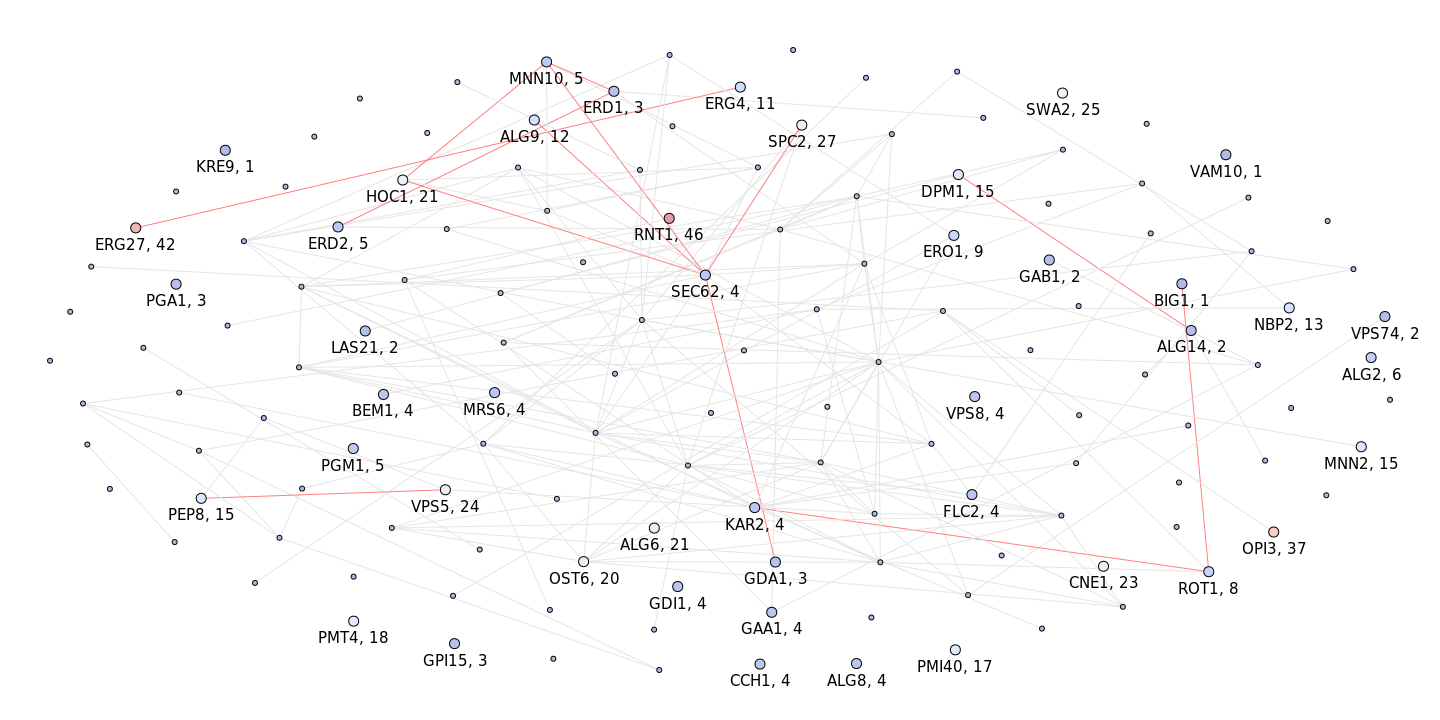 MNN10, 5
ERD1, 3
ERG4, 11
SWA2, 25
ALG9, 12
SPC2, 27
KRE9, 1
VAM10, 1
HOC1, 21
DPM1, 15
ERG27, 42
ERD2, 5
RNT1, 46
ERO1, 9
GAB1, 2
PGA1, 3
SEC62, 4
BIG1, 1
NBP2, 13
VPS74, 2
LAS21, 2
ALG14, 2
ALG2, 6
BEM1, 4
MRS6, 4
VPS8, 4
PGM1, 5
MNN2, 15
PEP8, 15
VPS5, 24
KAR2, 4
FLC2, 4
ALG6, 21
OPI3, 37
OST6, 20
GDA1, 3
CNE1, 23
ROT1, 8
GDI1, 4
GAA1, 4
PMT4, 18
GPI15, 3
CCH1, 4
ALG8, 4
PMI40, 17